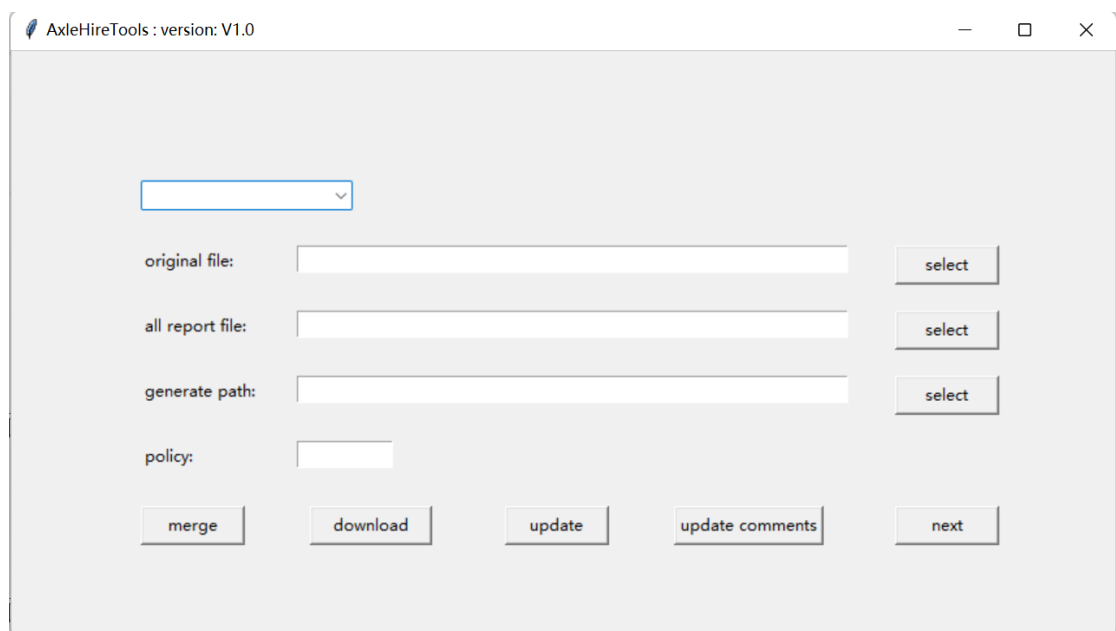 AxleHireTools : version: V1.0
original file:
select
all report file:
select
generate path:
select
policy:
merge download update update comments next